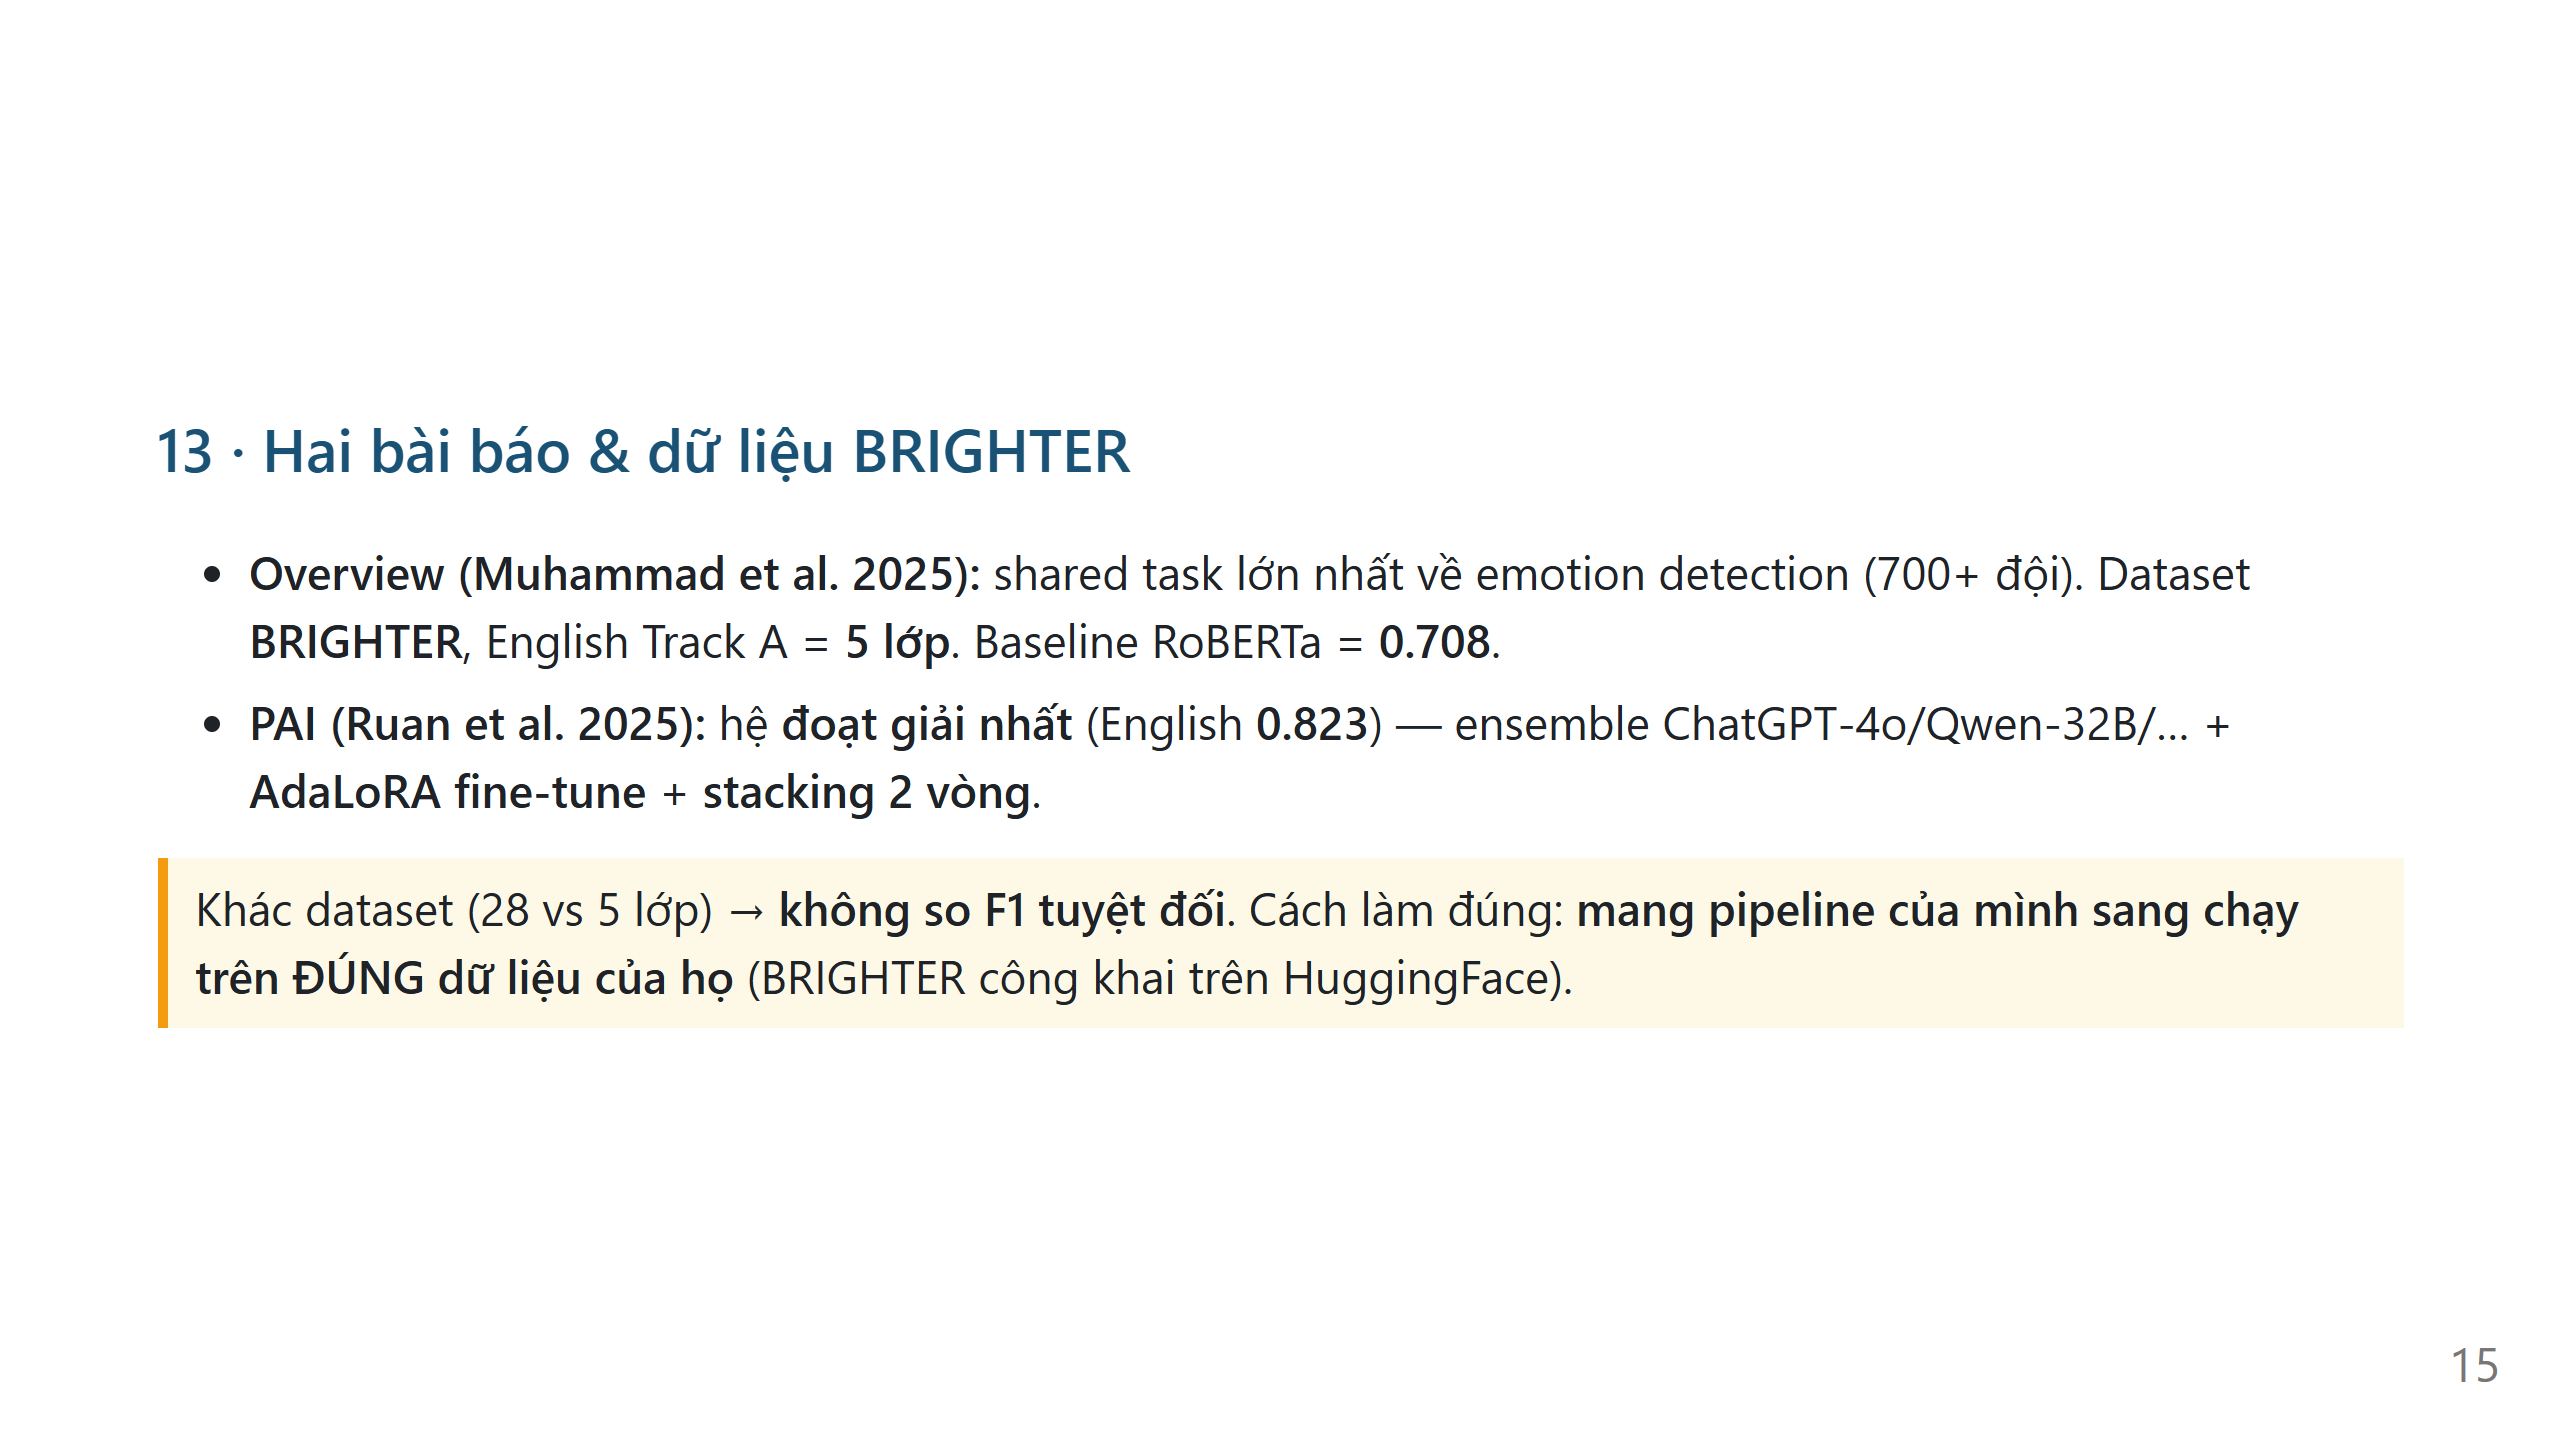 13 · Hai bài báo & dữ liệu BRIGHTER
• Overview (Muhammad et al. 2025): shared task lớn nhất về emotion detection (700+ đội). Dataset
BRIGHTER, English Track A = 5 lớp. Baseline RoBERTa = 0.708.
• PAI (Ruan et al. 2025): hệ đoạt giải nhất (English 0.823) — ensemble ChatGPT-4o/Qwen-32B/… +
AdaLoRA fine-tune + stacking 2 vòng.
Khác dataset (28 vs 5 lớp) → không so F1 tuyệt đối. Cách làm đúng: mang pipeline của mình sang chạy
trên ĐÚNG dữ liệu của họ (BRIGHTER công khai trên HuggingFace).
15